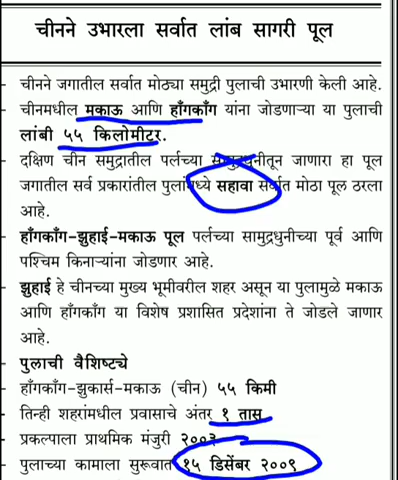 चीनने उभारला सर्वात लांब सागरी पूल
- चीनने जगातील सर्वात मोठ्या समुद्री पुलाची उभारणी केली आहे.
- चीनमधील मकाऊ आणि हाँगकाँग यांना जोडणाऱ्या या पुलाची
लांबी ५५ किलोमीटर.
- दक्षिण चीन समुद्रातील पर्लच्या सामुद्रधुनीतून जाणारा हा पूल
जगातील सर्व प्रकारांतील पुलांमध्ये सहावा सर्वात मोठा पूल ठरला
आहे.
- हाँगकाँग-झुहाई-मकाऊ पूल पर्लच्या सामुद्रधुनीच्या पूर्व आणि
पश्चिम किनाऱ्यांना जोडणार आहे.
- झुहाई हे चीनच्या मुख्य भूमीवरील शहर असून या पुलामुळे मकाऊ
आणि हाँगकाँग या विशेष प्रशासित प्रदेशांना ते जोडले जाणार
आहे.
- पुलाची वैशिष्ट्ये
- हाँगकाँग-झुकार्स-मकाऊ (चीन) ५५ किमी
- तिन्ही शहरांमधील प्रवासाचे अंतर १ तास
- प्रकल्पाला प्राथमिक मंजुरी २००३
- पुलाच्या कामाला सुरूवात १५ डिसेंबर २००९